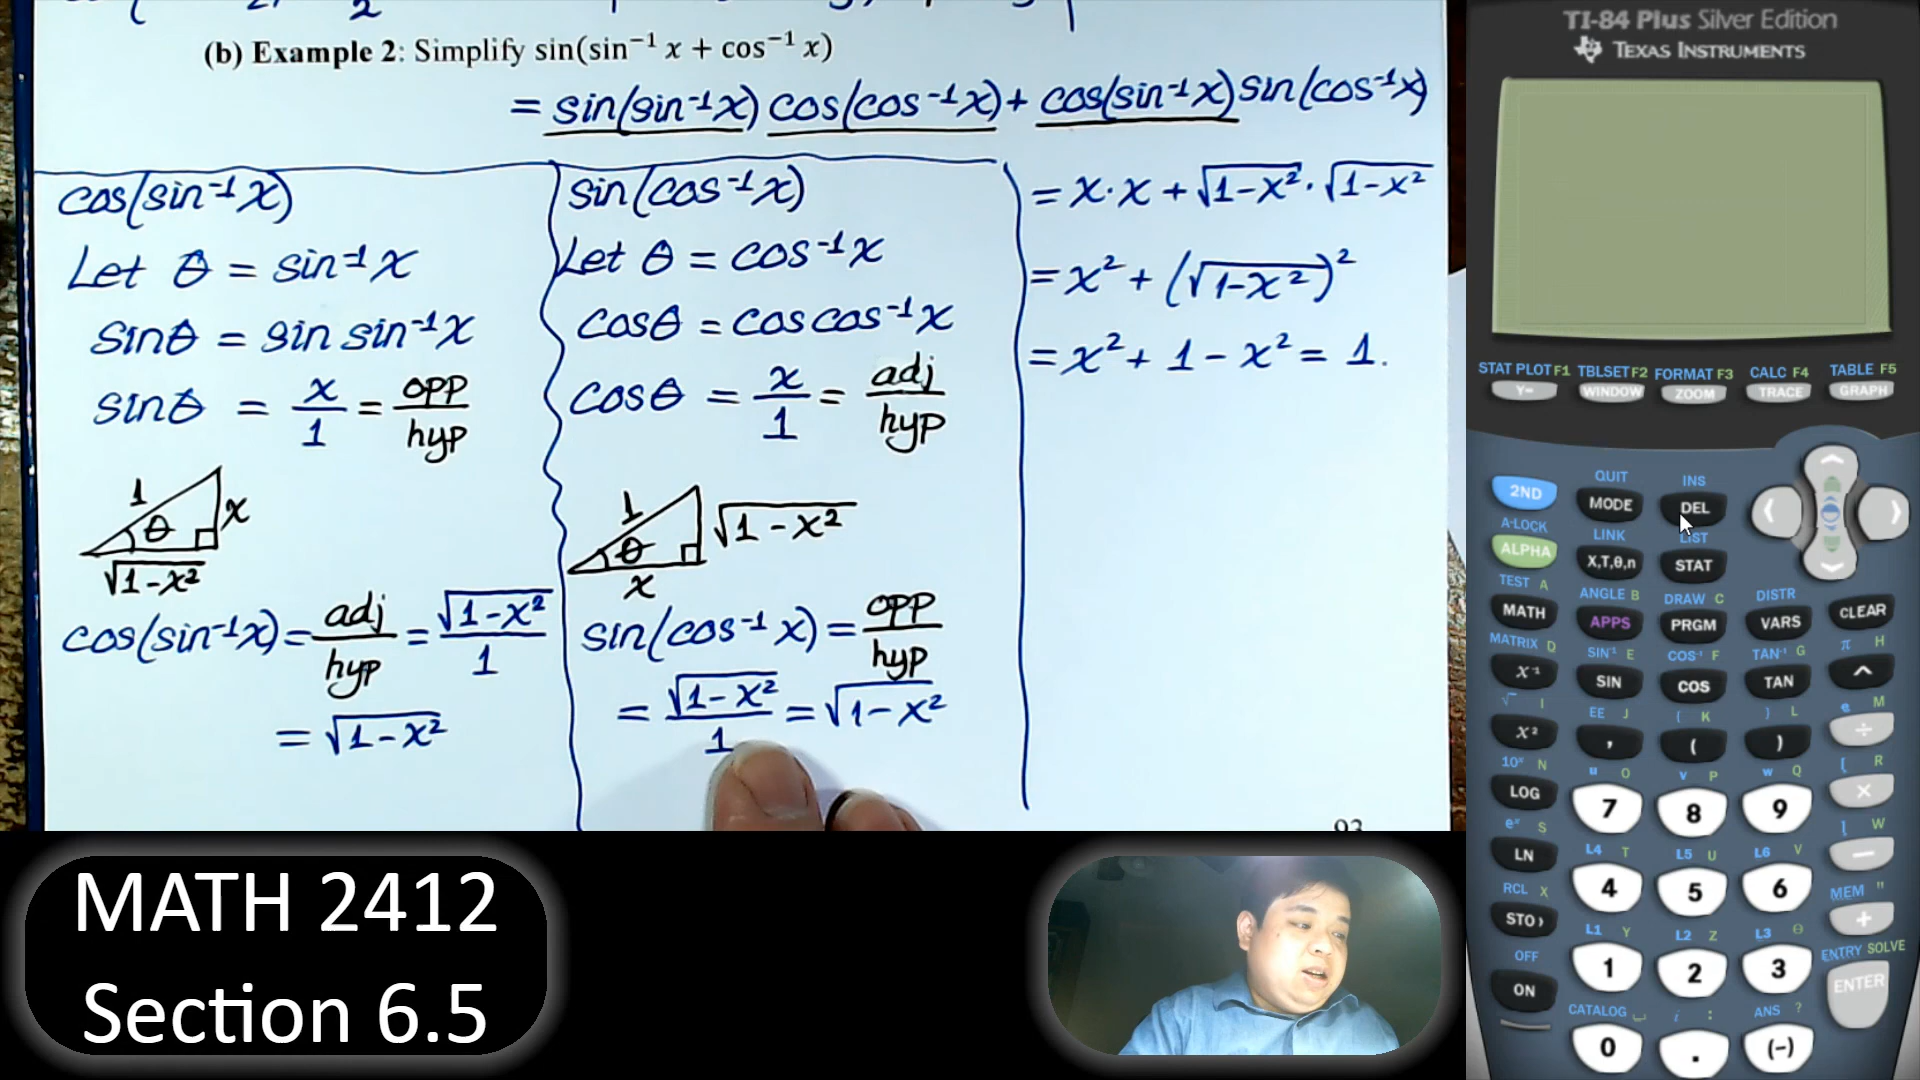 (b) Example 2: Simplify sin(sin⁻¹ x + cos⁻¹ x)
= sin(sin⁻¹x) cos(cos⁻¹x) + cos(sin⁻¹x) sin(cos⁻¹x)
cos(sin⁻¹x)
Let θ = sin⁻¹x
sinθ = sin sin⁻¹x
sinθ = x/1 = opp/hyp
1 θ x
√(1-x²)
cos(sin⁻¹x) = adj/hyp = √(1-x²)/1
= √(1-x²)
sin(cos⁻¹x)
Let θ = cos⁻¹x
cosθ = cos cos⁻¹x
cosθ = x/1 = adj/hyp
1 θ √(1-x²)
x
sin(cos⁻¹x) = opp/hyp
= √(1-x²)/1 = √(1-x²)
= x·x + √(1-x²)·√(1-x²)
= x² + (√(1-x²))²
= x² + 1 - x² = 1.
MATH 2412
Section 6.5
TI-84 Plus Silver Edition
TEXAS INSTRUMENTS
STAT PLOT F1 TBLSET F2 FORMAT F3 CALC F4 TABLE F5
Y= WINDOW ZOOM TRACE GRAPH
QUIT INS
2ND MODE DEL
A-LOCK LINK LIST
ALPHA X,T,θ,n STAT
TEST A ANGLE B DRAW C DISTR
MATH APPS PRGM VARS CLEAR
MATRIX D SIN⁻¹ E COS⁻¹ F TAN⁻¹ G π H
X⁻¹ SIN COS TAN ^
√ I EE J { K } L e M
X² , ( ) ÷
10ˣ N u O v P w Q [ R
LOG 7 8 9 ×
eˣ S L4 T L5 U L6 V ] W
LN 4 5 6 −
RCL X L1 Y L2 Z L3 Θ MEM "
STO› 1 2 3 +
OFF CATALOG i : ANS ? ENTRY SOLVE
ON 0 . (-) ENTER